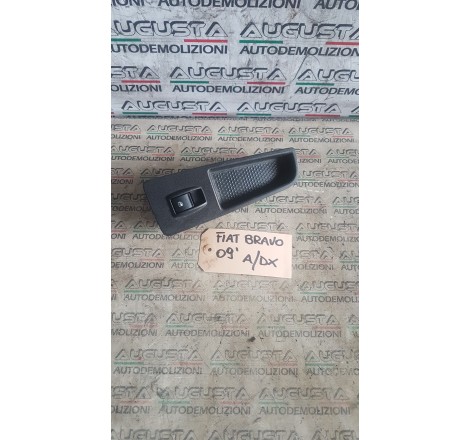 AUGUSTA
AUTODEMOLIZIONI
FIAT BRAVO
09' A/DX